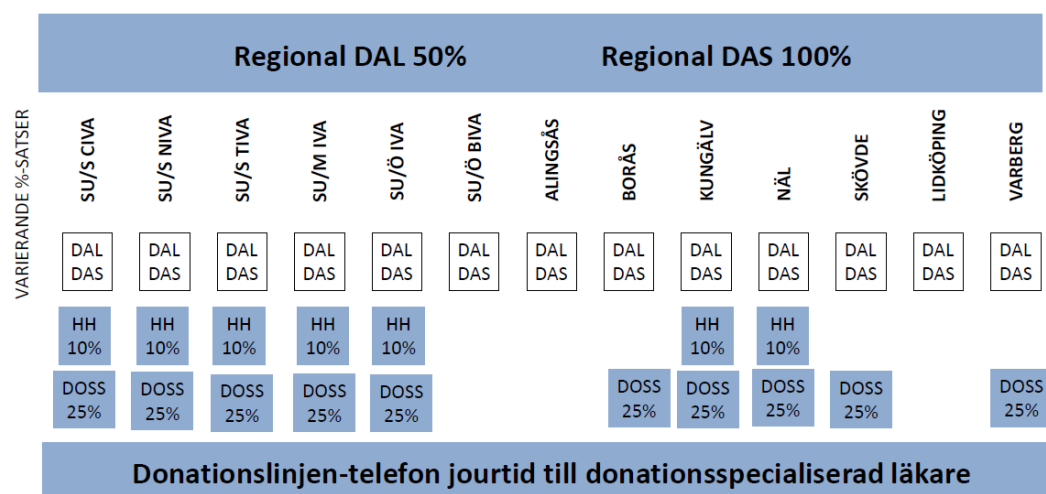 Regional DAL 50% Regional DAS 100%
VARIERANDE %-SATSER
SU/S CIVA
SU/S NIVA
SU/S TIVA
SU/M IVA
SU/Ö IVA
SU/Ö BIVA
ALINGSÅS
BORÅS
KUNGÄLV
NÄL
SKÖVDE
LIDKÖPING
VARBERG
DAL DAL DAL DAL DAL DAL DAL DAL DAL DAL DAL DAL DAL
DAS DAS DAS DAS DAS DAS DAS DAS DAS DAS DAS DAS DAS
HH HH HH HH HH HH HH
10% 10% 10% 10% 10% 10% 10%
DOSS DOSS DOSS DOSS DOSS DOSS DOSS DOSS DOSS DOSS
25% 25% 25% 25% 25% 25% 25% 25% 25% 25%
Donationslinjen-telefon jourtid till donationsspecialiserad läkare